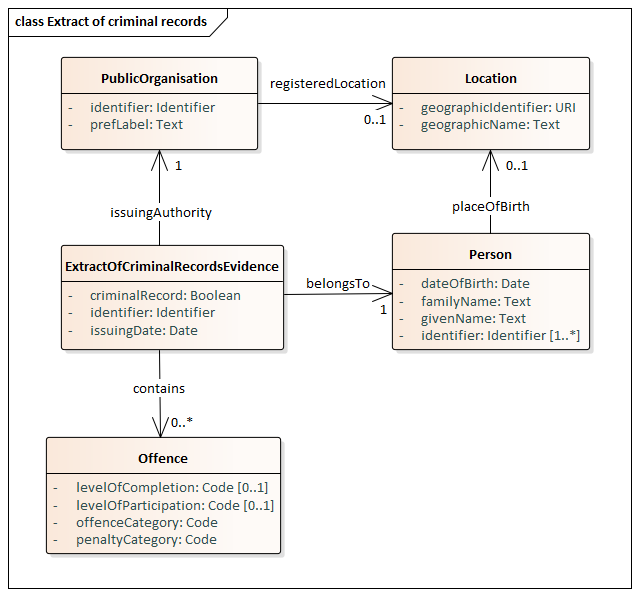 class Extract of criminal records
PublicOrganisation
- identifier: Identifier
- prefLabel: Text
registeredLocation
0..1
Location
- geographicIdentifier: URI
- geographicName: Text
1
issuingAuthority
0..1
placeOfBirth
ExtractOfCriminalRecordsEvidence
- criminalRecord: Boolean
- identifier: Identifier
- issuingDate: Date
belongsTo
1
Person
- dateOfBirth: Date
- familyName: Text
- givenName: Text
- identifier: Identifier [1..*]
contains
0..*
Offence
- levelOfCompletion: Code [0..1]
- levelOfParticipation: Code [0..1]
- offenceCategory: Code
- penaltyCategory: Code